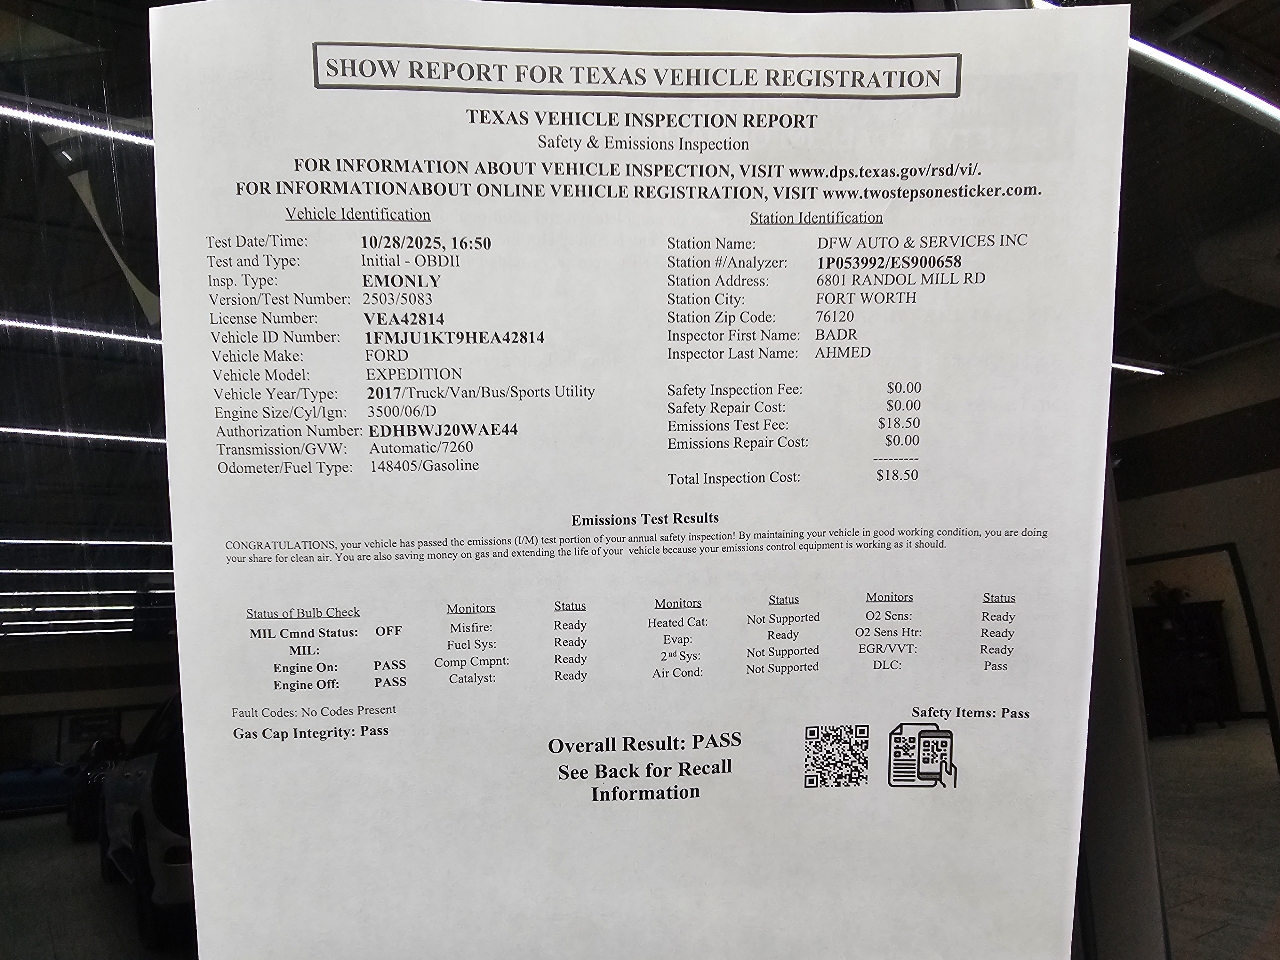 SHOW REPORT FOR TEXAS VEHICLE REGISTRATION
TEXAS VEHICLE INSPECTION REPORT
Safety & Emissions Inspection
FOR INFORMATION ABOUT VEHICLE INSPECTION, VISIT www.dps.texas.gov/rsd/vi/.
FOR INFORMATIONABOUT ONLINE VEHICLE REGISTRATION, VISIT www.twostepsonesticker.com.
Vehicle Identification
Test Date/Time: 10/28/2025, 16:50
Test and Type: Initial - OBDII
Insp. Type: EMONLY
Version/Test Number: 2503/5083
License Number: VEA42814
Vehicle ID Number: 1FMJU1KT9HEA42814
Vehicle Make: FORD
Vehicle Model: EXPEDITION
Vehicle Year/Type: 2017/Truck/Van/Bus/Sports Utility
Engine Size/Cyl/Ign: 3500/06/D
Authorization Number: EDHBWJ20WAE44
Transmission/GVW: Automatic/7260
Odometer/Fuel Type: 148405/Gasoline
Station Identification
Station Name: DFW AUTO & SERVICES INC
Station #/Analyzer: 1P053992/ES900658
Station Address: 6801 RANDOL MILL RD
Station City: FORT WORTH
Station Zip Code: 76120
Inspector First Name: BADR
Inspector Last Name: AHMED
Safety Inspection Fee: $0.00
Safety Repair Cost: $0.00
Emissions Test Fee: $18.50
Emissions Repair Cost: $0.00
---------
Total Inspection Cost: $18.50
Emissions Test Results
CONGRATULATIONS, your vehicle has passed the emissions (I/M) test portion of your annual safety inspection! By maintaining your vehicle in good working condition, you are doing
your share for clean air. You are also saving money on gas and extending the life of your vehicle because your emissions control equipment is working as it should.
Status of Bulb Check
MIL Cmnd Status: OFF
MIL:
Engine On: PASS
Engine Off: PASS
Monitors Status
Misfire: Ready
Fuel Sys: Ready
Comp Cmpnt: Ready
Catalyst: Ready
Monitors Status
Heated Cat: Not Supported
Evap: Ready
2nd Sys: Not Supported
Air Cond: Not Supported
Monitors Status
O2 Sens: Ready
O2 Sens Htr: Ready
EGR/VVT: Ready
DLC: Pass
Fault Codes: No Codes Present
Gas Cap Integrity: Pass
Safety Items: Pass
Overall Result: PASS
See Back for Recall
Information